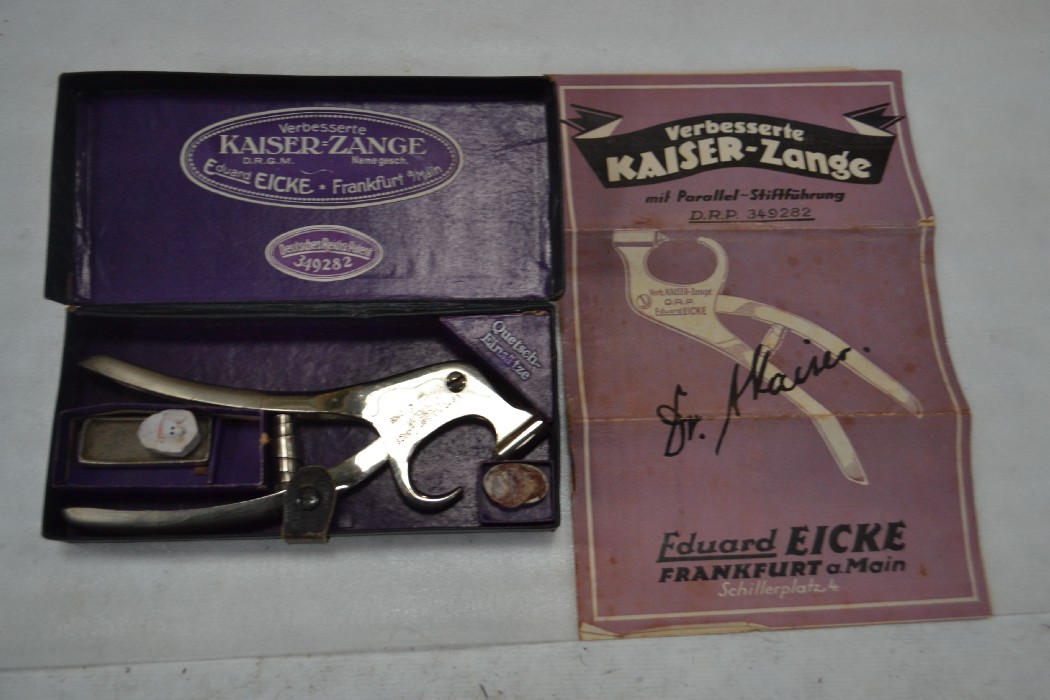 Verbesserte
KAISER=ZANGE
D.R.G.M. Name gesch.
Eduard EICKE * Frankfurt a/Main
Deutsches Reichs-Patent
349282
Quetsch-
Einsätze
Verbesserte
KAISER-Zange
mit Parallel-Stiftführung
D.R.P. 349282
Verb. KAISER-Zange
D.R.P.
Eduard EICKE
Dr. AKaiser.
Eduard EICKE
FRANKFURT a. Main
Schillerplatz 4